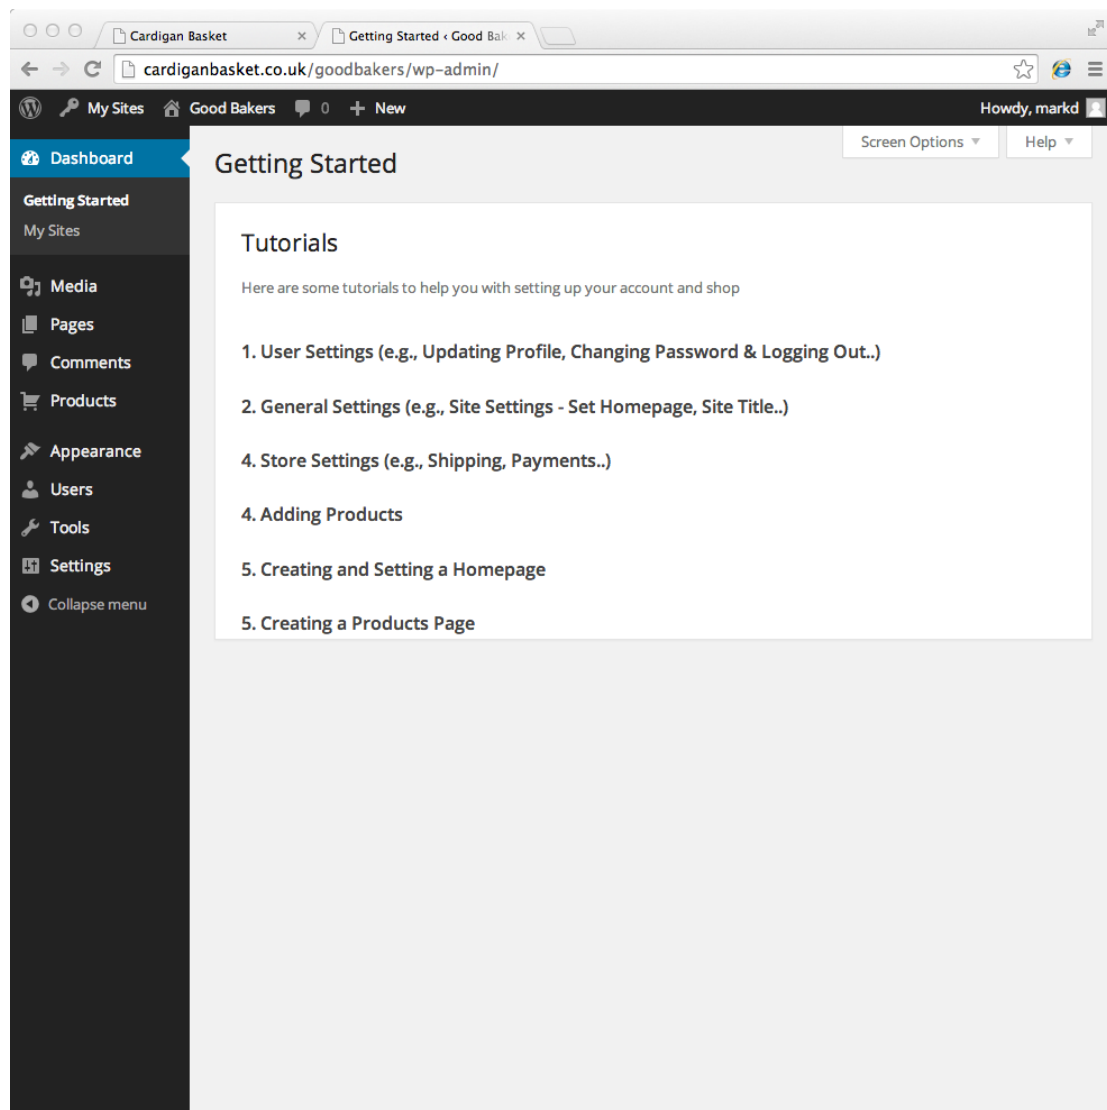 Cardigan Basket
Getting Started ‹ Good Bak
cardiganbasket.co.uk/goodbakers/wp-admin/
My Sites
Good Bakers
0
New
Howdy, markd
Dashboard
Getting Started
My Sites
Media
Pages
Comments
Products
Appearance
Users
Tools
Settings
Collapse menu
Screen Options
Help
Getting Started
Tutorials
Here are some tutorials to help you with setting up your account and shop
1. User Settings (e.g., Updating Profile, Changing Password & Logging Out..)
2. General Settings (e.g., Site Settings - Set Homepage, Site Title..)
4. Store Settings (e.g., Shipping, Payments..)
4. Adding Products
5. Creating and Setting a Homepage
5. Creating a Products Page